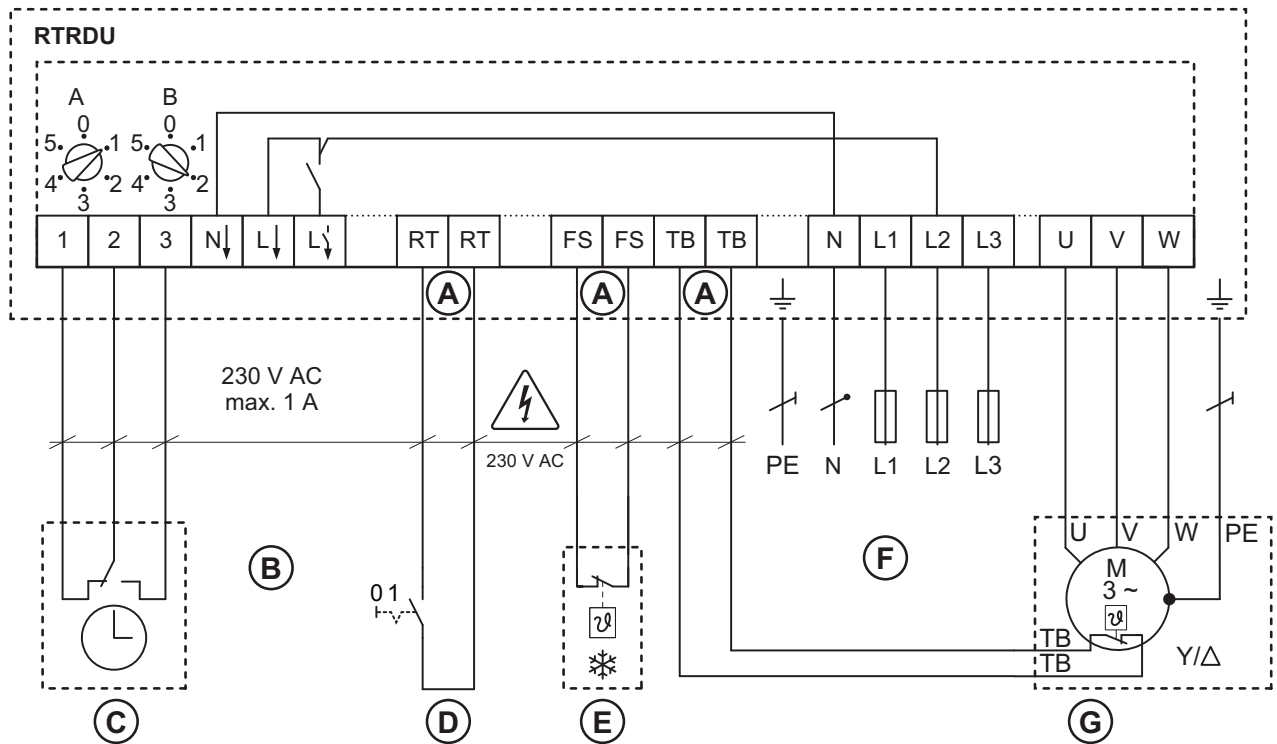 RTRDU
A B
0 0
5 1 5 1
4 2 4 2
3 3
1 2 3 N L L RT RT FS FS TB TB N L1 L2 L3 U V W
A A A
230 V AC
max. 1 A
230 V AC
PE N L1 L2 L3
U V W PE
M
3 ~
ϑ
B F
0 1
ϑ
TB
TB
Y/△
C D E G